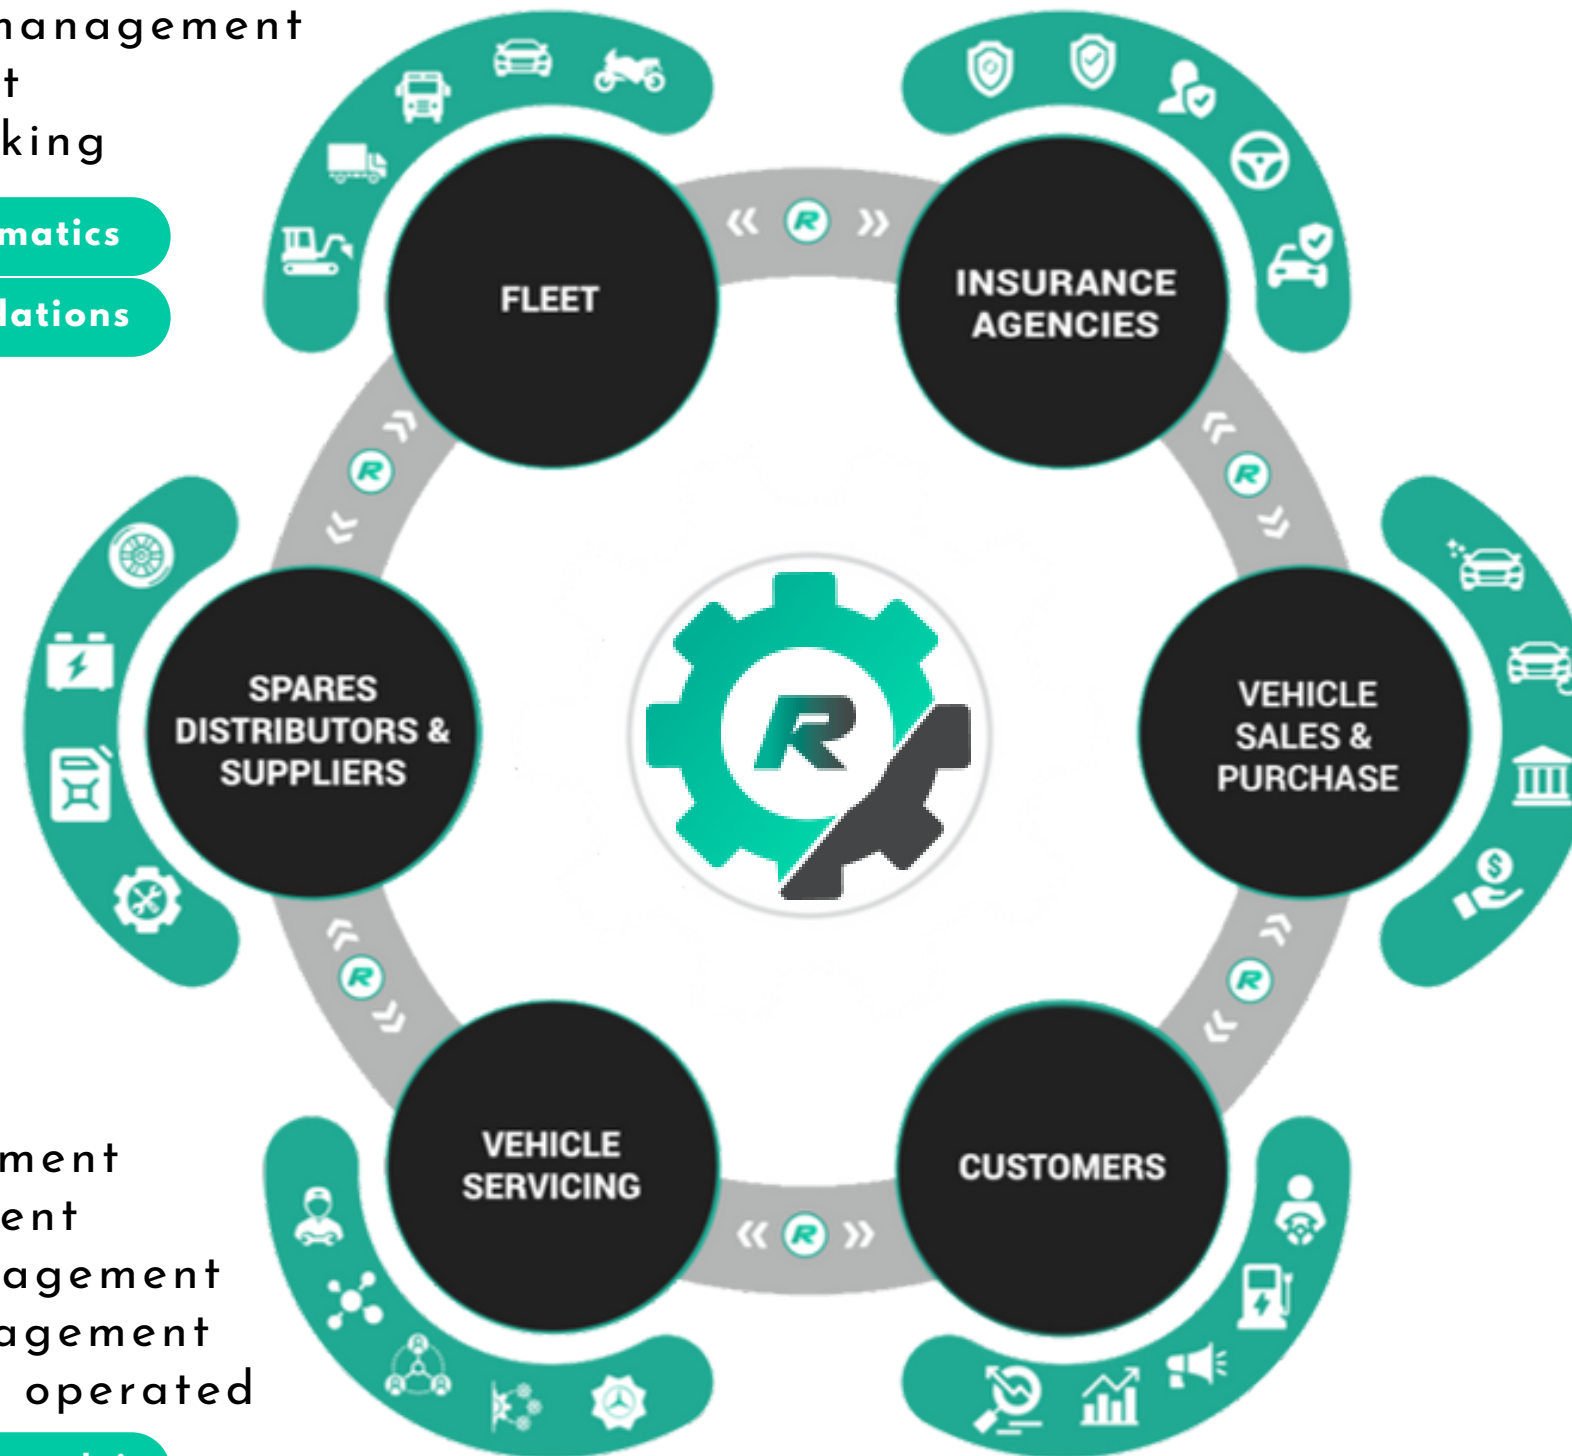 management
t
king
matics
lations
FLEET
INSURANCE
AGENCIES
R
R
R
SPARES
DISTRIBUTORS &
SUPPLIERS
R
VEHICLE
SALES &
PURCHASE
R
R
ment
ent
agement
agement
operated
VEHICLE
SERVICING
CUSTOMERS
R